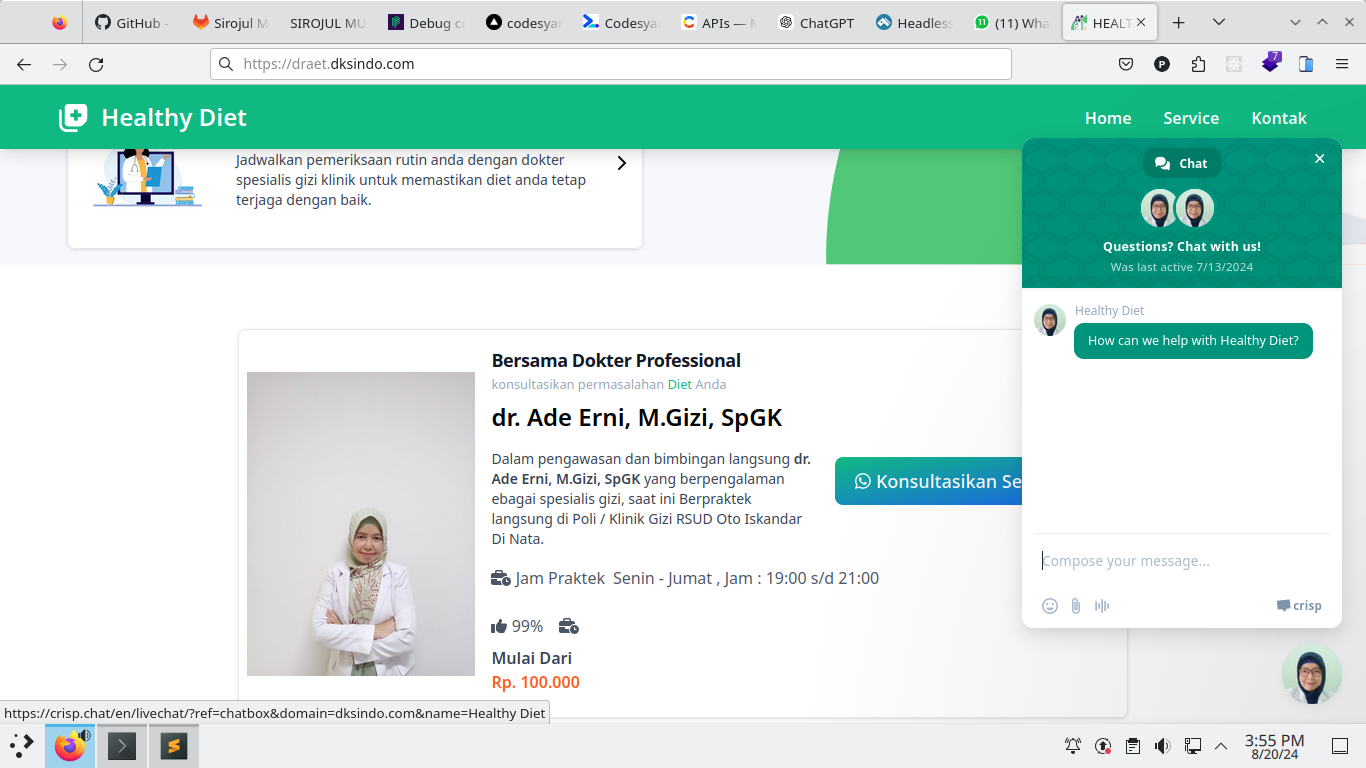 GitHub -
Sirojul M
SIROJUL MU
Debug co
codesyar
Codesyar
APIs — M
ChatGPT
Headless
(11) Wha
HEALT
https://draet.dksindo.com
7
Healthy Diet
Home
Service
Kontak
Jadwalkan pemeriksaan rutin anda dengan dokter
spesialis gizi klinik untuk memastikan diet anda tetap
terjaga dengan baik.
Chat
Questions? Chat with us!
Was last active 7/13/2024
Healthy Diet
How can we help with Healthy Diet?
Compose your message...
crisp
Bersama Dokter Professional
konsultasikan permasalahan Diet Anda
dr. Ade Erni, M.Gizi, SpGK
Dalam pengawasan dan bimbingan langsung dr.
Ade Erni, M.Gizi, SpGK yang berpengalaman
ebagai spesialis gizi, saat ini Berpraktek
langsung di Poli / Klinik Gizi RSUD Oto Iskandar
Di Nata.
Konsultasikan Se
Jam Praktek Senin - Jumat , Jam : 19:00 s/d 21:00
99%
Mulai Dari
Rp. 100.000
https://crisp.chat/en/livechat/?ref=chatbox&domain=dksindo.com&name=Healthy Diet
3:55 PM
8/20/24